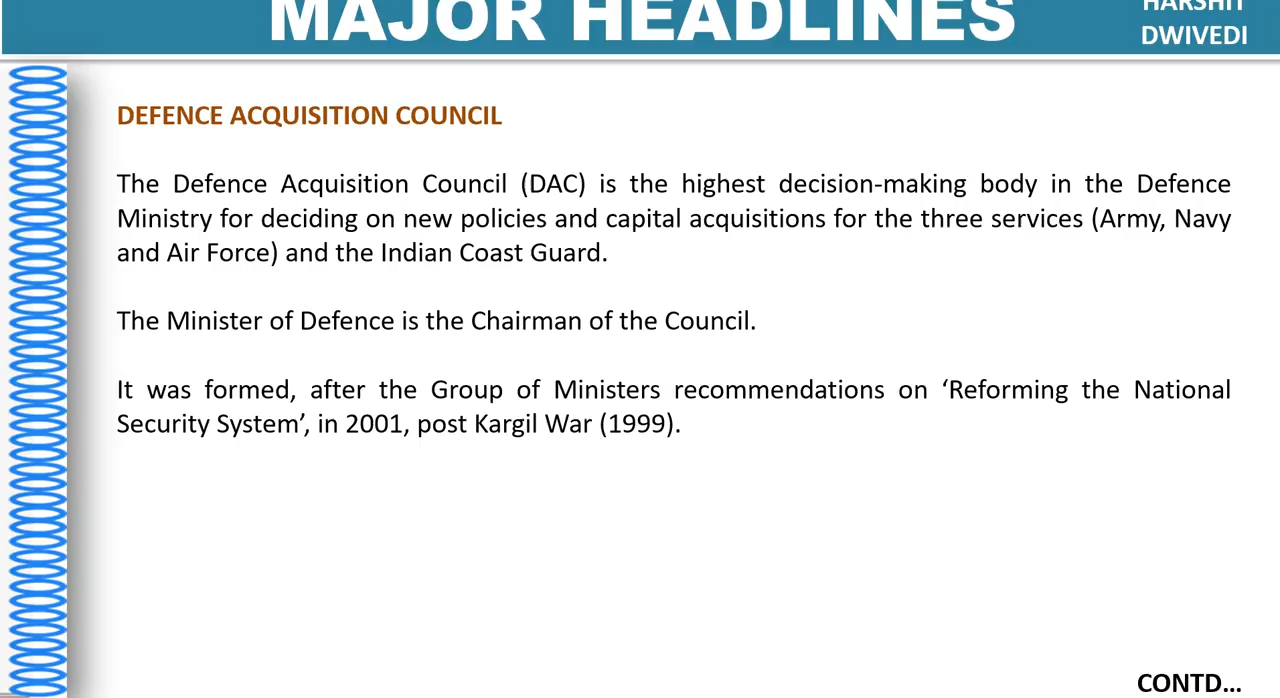 MAJOR HEADLINES
HARSHIT
DWIVEDI
DEFENCE ACQUISITION COUNCIL
The Defence Acquisition Council (DAC) is the highest decision-making body in the Defence
Ministry for deciding on new policies and capital acquisitions for the three services (Army, Navy
and Air Force) and the Indian Coast Guard.
The Minister of Defence is the Chairman of the Council.
It was formed, after the Group of Ministers recommendations on ‘Reforming the National
Security System’, in 2001, post Kargil War (1999).
CONTD...